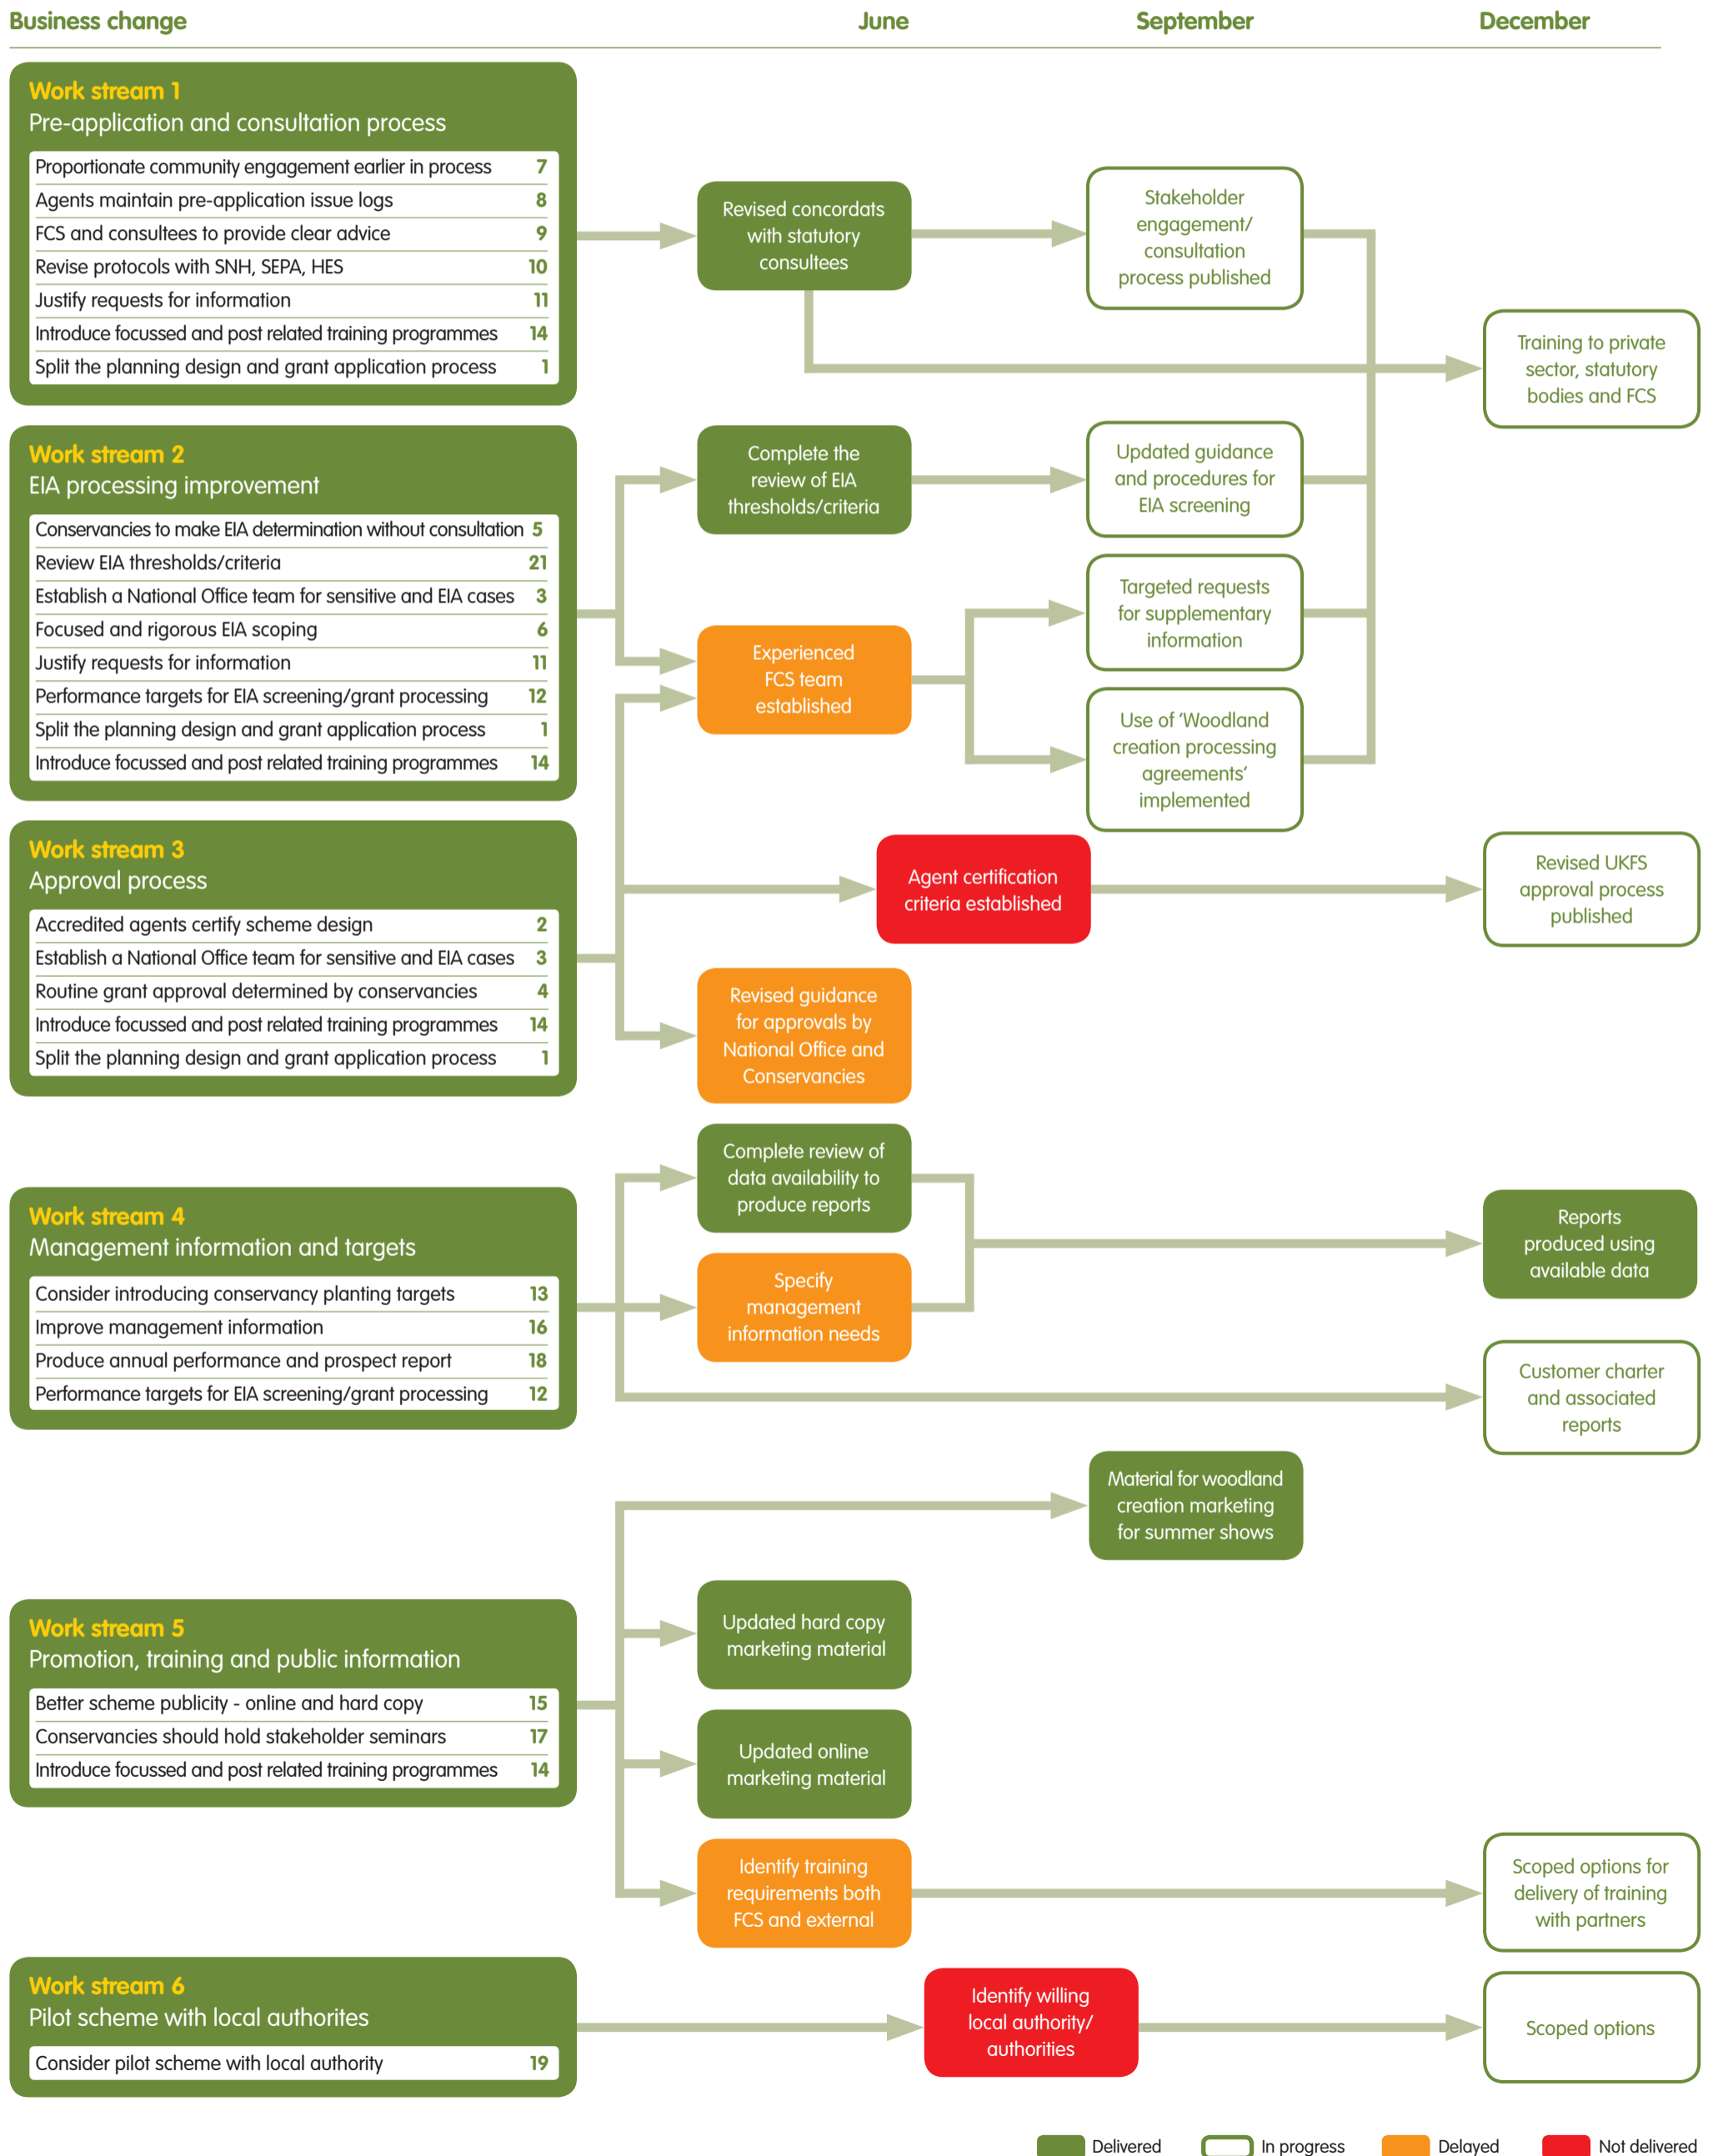 Business change
June
September
December
Work stream 1
Pre-application and consultation process
Proportionate community engagement earlier in process 7
Agents maintain pre-application issue logs 8
FCS and consultees to provide clear advice 9
Revise protocols with SNH, SEPA, HES 10
Justify requests for information 11
Introduce focussed and post related training programmes 14
Split the planning design and grant application process 1
Revised concordats
with statutory
consultees
Stakeholder
engagement/
consultation
process published
Training to private
sector, statutory
bodies and FCS
Work stream 2
EIA processing improvement
Conservancies to make EIA determination without consultation 5
Review EIA thresholds/criteria 21
Establish a National Office team for sensitive and EIA cases 3
Focused and rigorous EIA scoping 6
Justify requests for information 11
Performance targets for EIA screening/grant processing 12
Split the planning design and grant application process 1
Introduce focussed and post related training programmes 14
Complete the
review of EIA
thresholds/criteria
Updated guidance
and procedures for
EIA screening
Experienced
FCS team
established
Targeted requests
for supplementary
information
Use of ‘Woodland
creation processing
agreements’
implemented
Work stream 3
Approval process
Accredited agents certify scheme design 2
Establish a National Office team for sensitive and EIA cases 3
Routine grant approval determined by conservancies 4
Introduce focussed and post related training programmes 14
Split the planning design and grant application process 1
Agent certification
criteria established
Revised UKFS
approval process
published
Revised guidance
for approvals by
National Office and
Conservancies
Work stream 4
Management information and targets
Consider introducing conservancy planting targets 13
Improve management information 16
Produce annual performance and prospect report 18
Performance targets for EIA screening/grant processing 12
Complete review of
data availability to
produce reports
Specify
management
information needs
Reports
produced using
available data
Customer charter
and associated
reports
Work stream 5
Promotion, training and public information
Better scheme publicity - online and hard copy 15
Conservancies should hold stakeholder seminars 17
Introduce focussed and post related training programmes 14
Material for woodland
creation marketing
for summer shows
Updated hard copy
marketing material
Updated online
marketing material
Identify training
requirements both
FCS and external
Scoped options for
delivery of training
with partners
Work stream 6
Pilot scheme with local authorites
Consider pilot scheme with local authority 19
Identify willing
local authority/
authorities
Scoped options
Delivered
In progress
Delayed
Not delivered